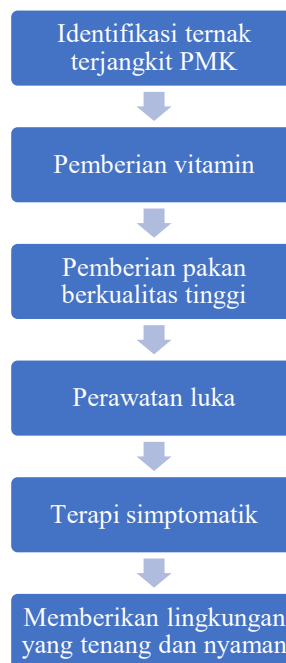 Identifikasi ternak
terjangkit PMK
Pemberian vitamin
Pemberian pakan
berkualitas tinggi
Perawatan luka
Terapi simptomatik
Memberikan lingkungan
yang tenang dan nyaman